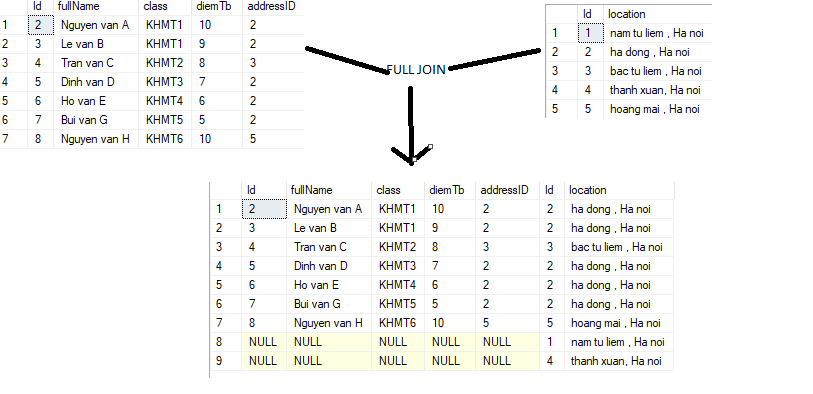 Id fullName class diemTb addressID
1 2 Nguyen van A KHMT1 10 2
2 3 Le van B KHMT1 9 2
3 4 Tran van C KHMT2 8 3
4 5 Dinh van D KHMT3 7 2
5 6 Ho van E KHMT4 6 2
6 7 Bui van G KHMT5 5 2
7 8 Nguyen van H KHMT6 10 5
Id location
1 1 nam tu liem , Ha noi
2 2 ha dong , Ha noi
3 3 bac tu liem , Ha noi
4 4 thanh xuan, Ha noi
5 5 hoang mai , Ha noi
FULL JOIN
Id fullName class diemTb addressID Id location
1 2 Nguyen van A KHMT1 10 2 2 ha dong , Ha noi
2 3 Le van B KHMT1 9 2 2 ha dong , Ha noi
3 4 Tran van C KHMT2 8 3 3 bac tu liem , Ha noi
4 5 Dinh van D KHMT3 7 2 2 ha dong , Ha noi
5 6 Ho van E KHMT4 6 2 2 ha dong , Ha noi
6 7 Bui van G KHMT5 5 2 2 ha dong , Ha noi
7 8 Nguyen van H KHMT6 10 5 5 hoang mai , Ha noi
8 NULL NULL NULL NULL NULL 1 nam tu liem , Ha noi
9 NULL NULL NULL NULL NULL 4 thanh xuan, Ha noi